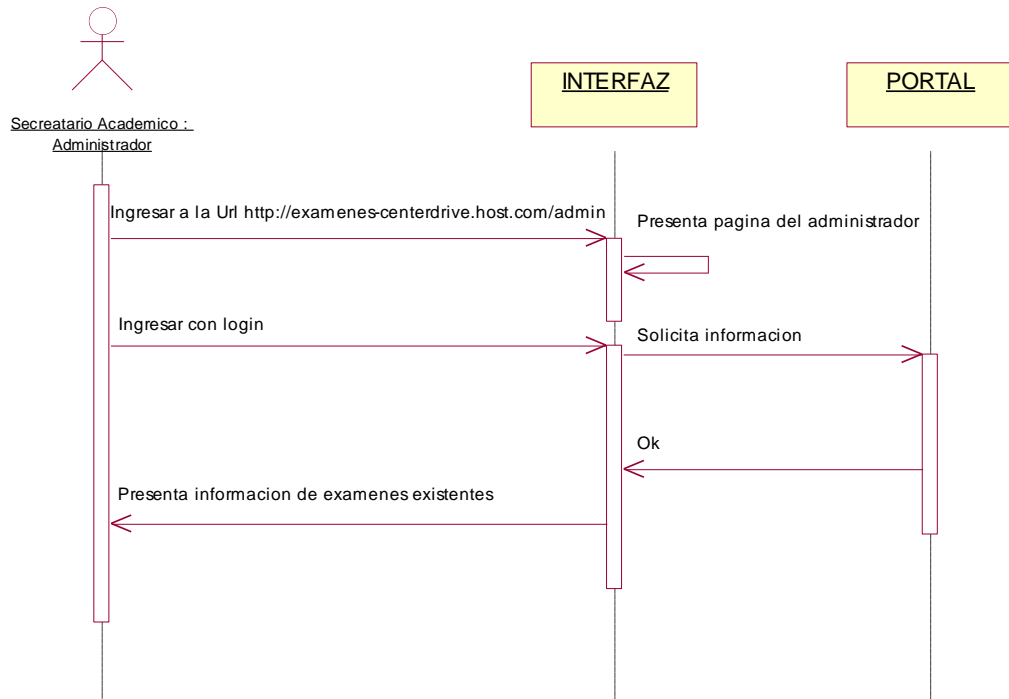 INTERFAZ
PORTAL
Secreatario Academico :
Administrador
Ingresar a la Url http://examenes-centerdrive.host.com/admin
Presenta pagina del administrador
Ingresar con login
Solicita informacion
Ok
Presenta informacion de examenes existentes